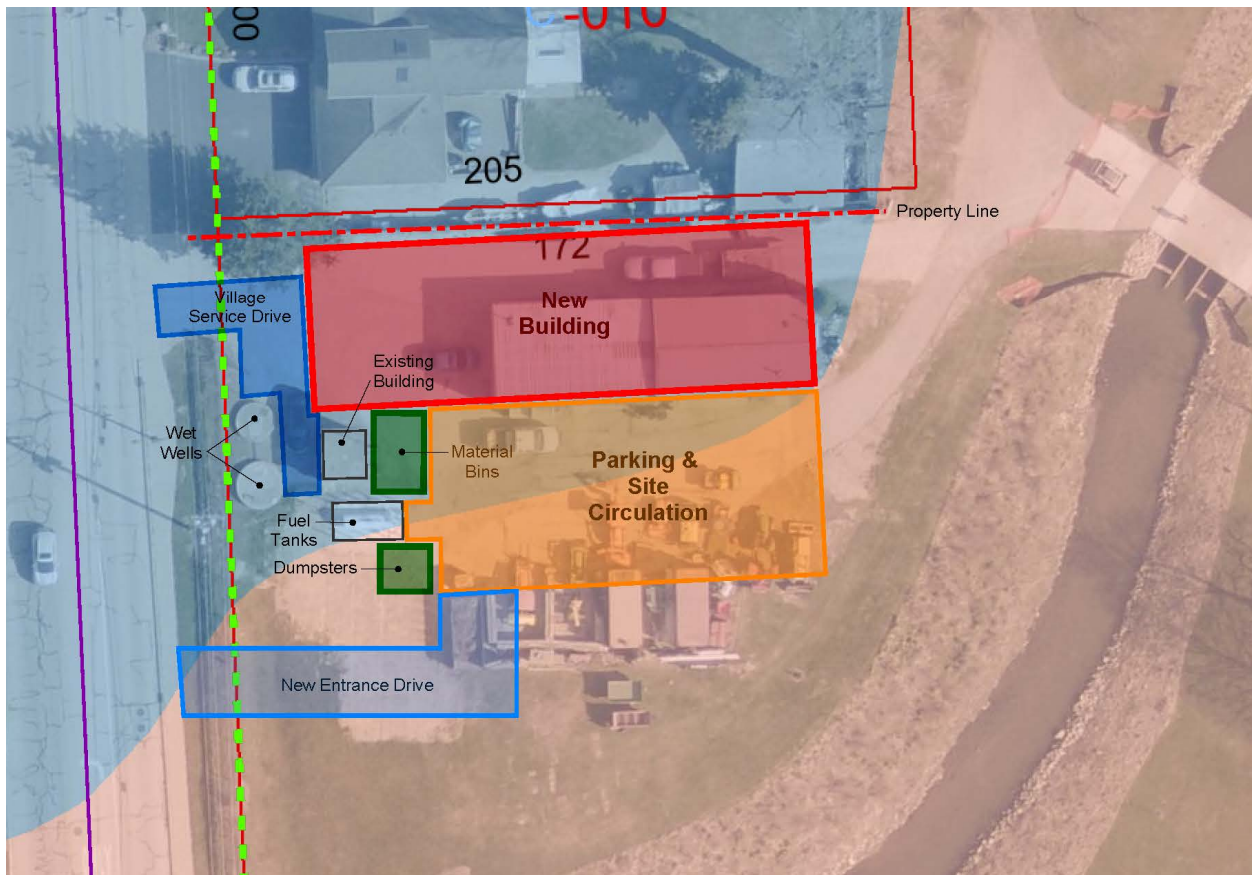 00
-010
205
Property Line
172
Village
Service Drive
New
Building
Existing
Building
Wet
Wells
Material
Bins
Parking &
Site
Circulation
Fuel
Tanks
Dumpsters
New Entrance Drive